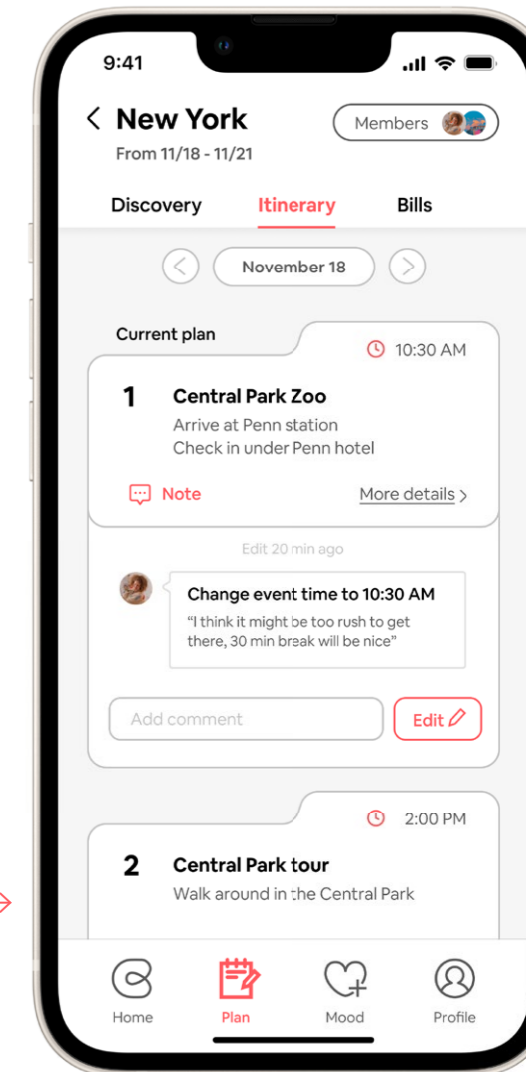 9:41
New York
Members
From 11/18 - 11/21
Discovery Itinerary Bills
November 18
Current plan
10:30 AM
1 Central Park Zoo
Arrive at Penn station
Check in under Penn hotel
Note More details >
Edit 20 min ago
Change event time to 10:30 AM
“I think it might be too rush to get
there, 30 min break will be nice”
Add comment Edit
2:00 PM
2 Central Park tour
Walk around in the Central Park
Home Plan Mood Profile